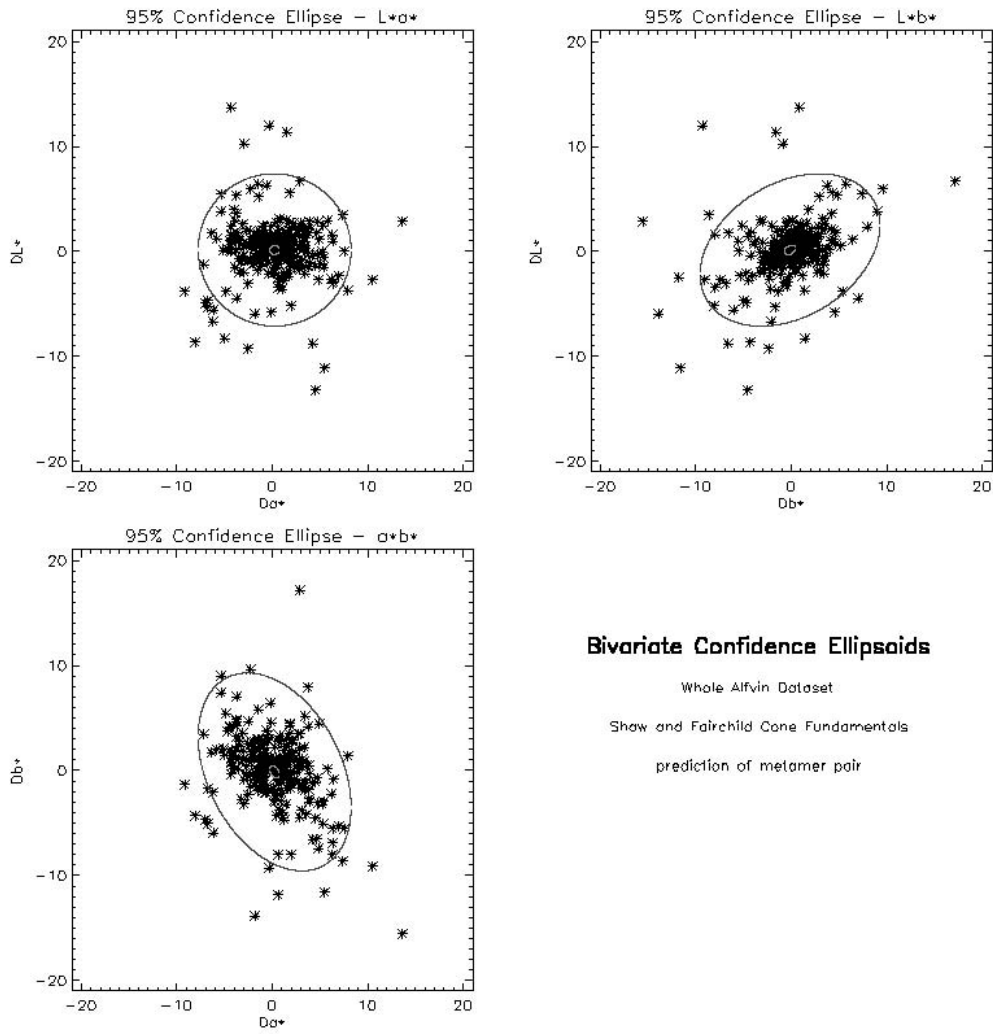 95% Confidence Ellipse – L*a*
20
10
0
−10
−20
DL*
−20 −10 0 10 20
Da*
95% Confidence Ellipse – L*b*
20
10
0
−10
−20
DL*
−20 −10 0 10 20
Db*
95% Confidence Ellipse – a*b*
20
10
0
−10
−20
Db*
−20 −10 0 10 20
Da*
Bivariate Confidence Ellipsoids
Whole Alfvin Dataset
Shaw and Fairchild Cone Fundamentals
prediction of metamer pair